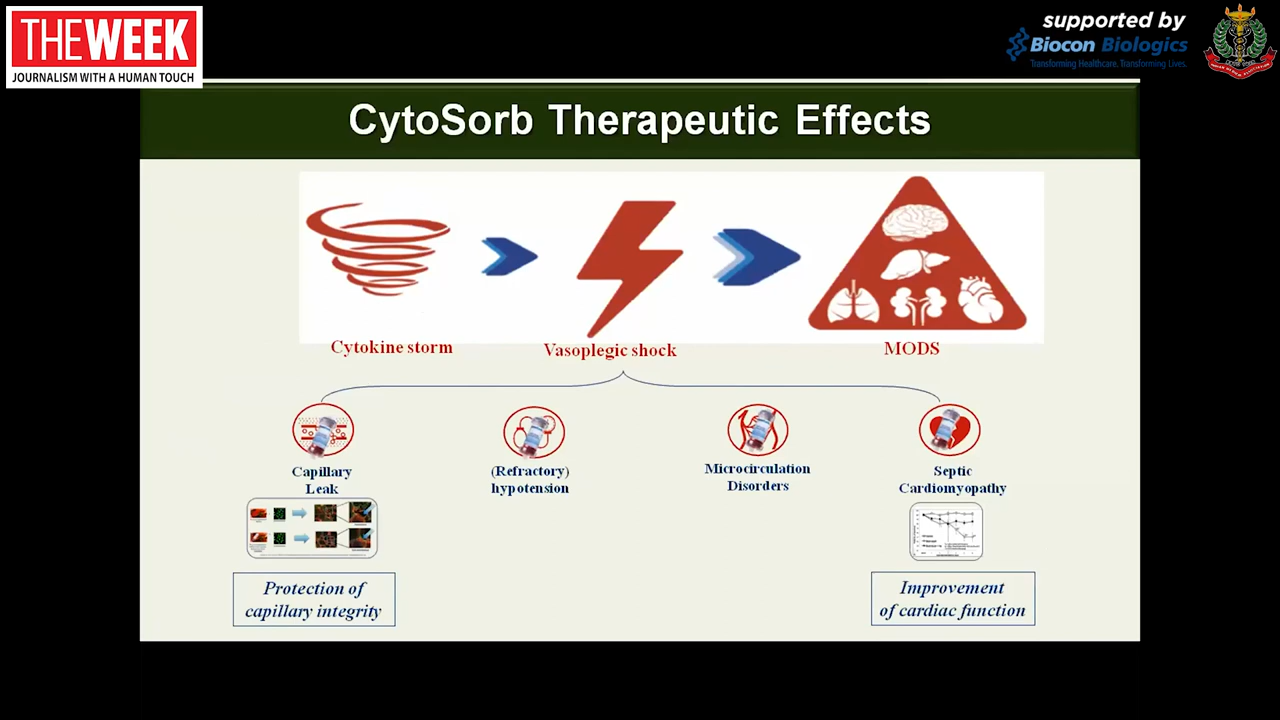 THEWEEK
JOURNALISM WITH A HUMAN TOUCH
supported by
Biocon Biologics
Transforming Healthcare. Transforming Lives.
CytoSorb Therapeutic Effects
Cytokine storm
Vasoplegic shock
MODS
Capillary
Leak
(Refractory)
hypotension
Microcirculation
Disorders
Septic
Cardiomyopathy
Protection of
capillary integrity
Improvement
of cardiac function